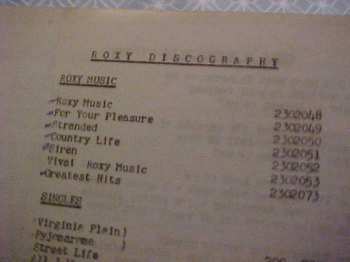 ROXY DISCOGRAPHY
ROXY MUSIC
Roxy Music 2302048
For Your Pleasure 2302049
Stranded 2302050
Country Life 2302051
Siren 2302052
Viva! Roxy Music 2302053
Greatest Hits 2302073
SINGLES
Virginia Plain)
Pyjamarama )
Street Life